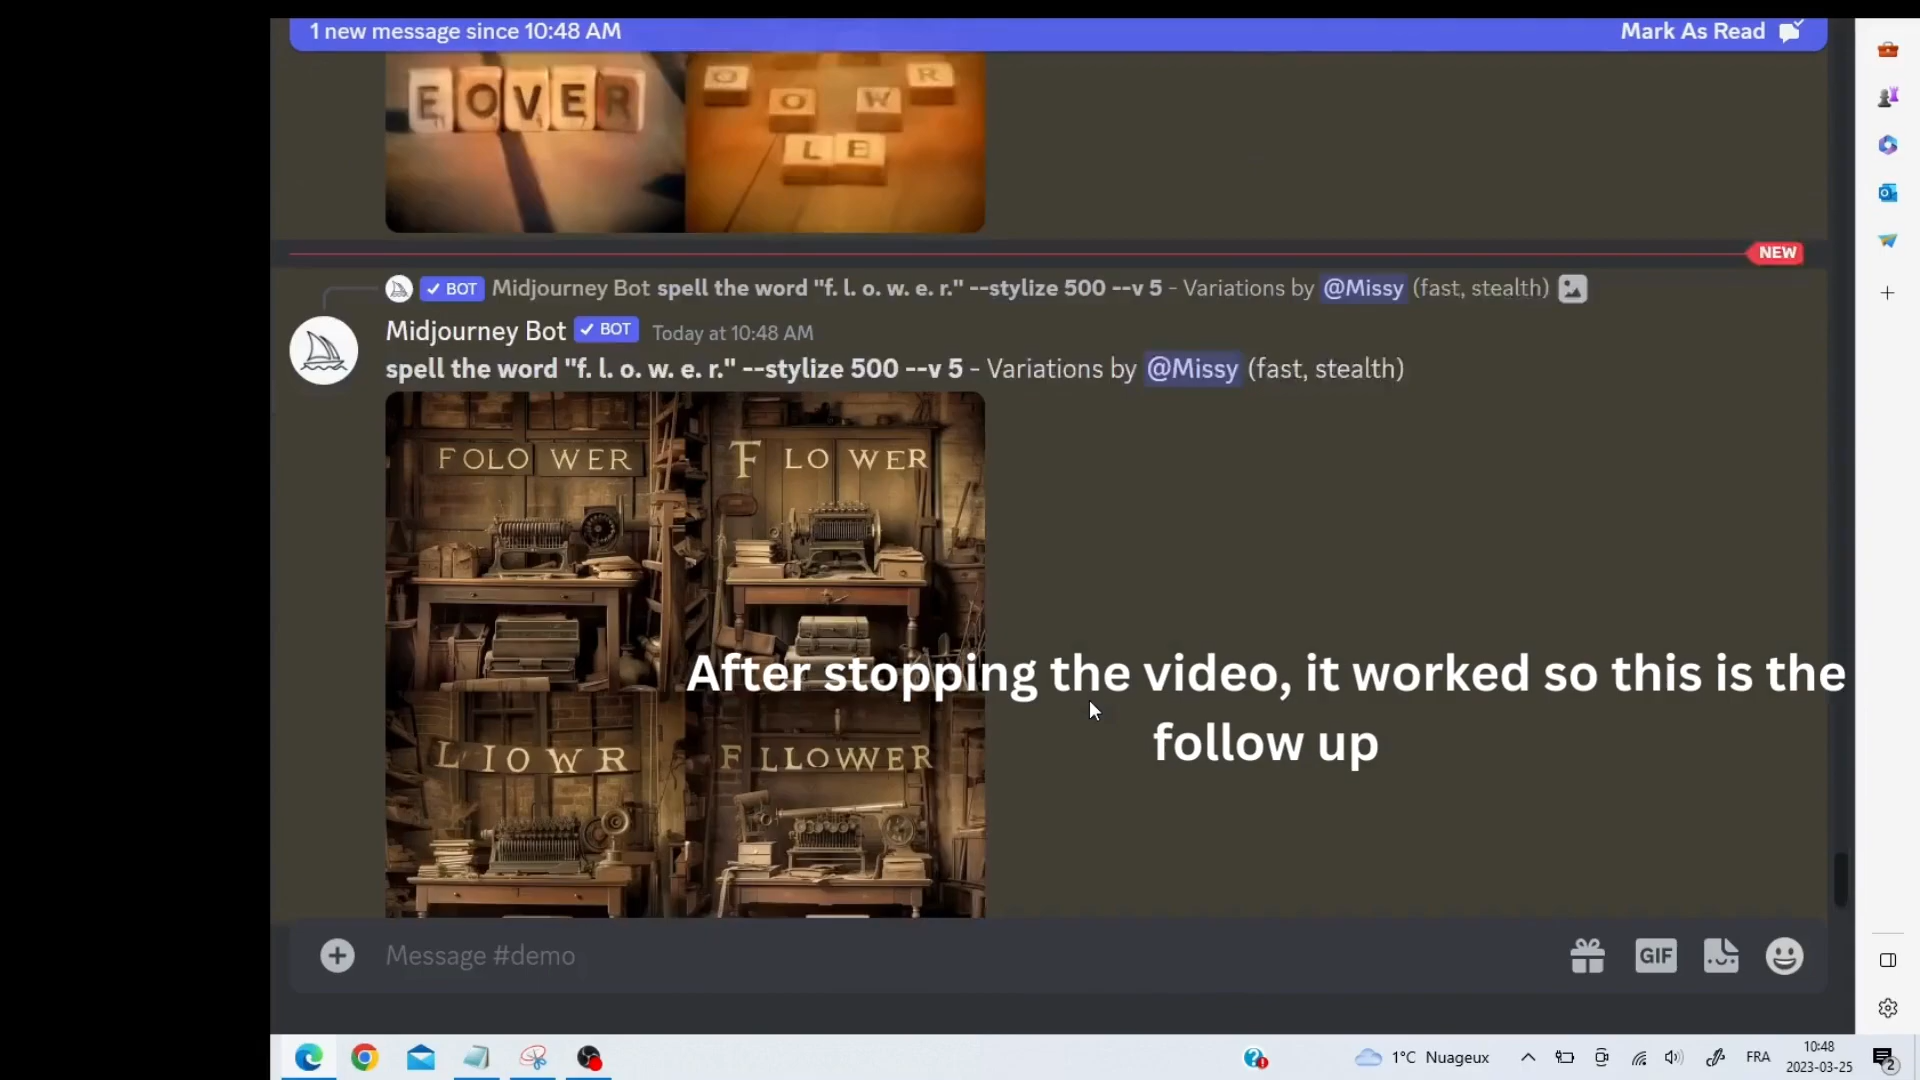 1 new message since 10:48 AM
Mark As Read
E O V E R
O R
O W
L E
NEW
BOT Midjourney Bot spell the word "f. l. o. w. e. r." --stylize 500 --v 5 - Variations by @Missy (fast, stealth)
Midjourney Bot BOT Today at 10:48 AM
spell the word "f. l. o. w. e. r." --stylize 500 --v 5 - Variations by @Missy (fast, stealth)
FOLO WER
F LO WER
After stopping the video, it worked so this is the
follow up
L IOWR
F LLOWWER
Message #demo
GIF
1°C Nuageux
FRA
10:48
2023-03-25
2